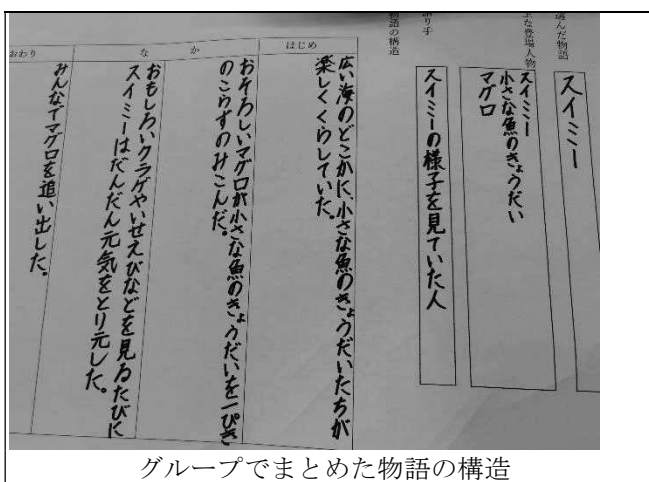 選んだ物語
スイミー
主な登場人物
スイミー
小さな魚のきょうだい
マグロ
語り手
スイミーの様子を見ていた人
物語の構造
はじめ
広い海のどこかに、小さな魚のきょうだいたちが
楽しくくらしていた。
なか
おそろしいマグロが小さな魚のきょうだいを一ぴき
のこらずのみこんだ。
おもしろいクラゲやいせえびなどを見るたびに
スイミーはだんだん元気をとり元した。
おわり
みんなでマグロを追い出した。
グループでまとめた物語の構造